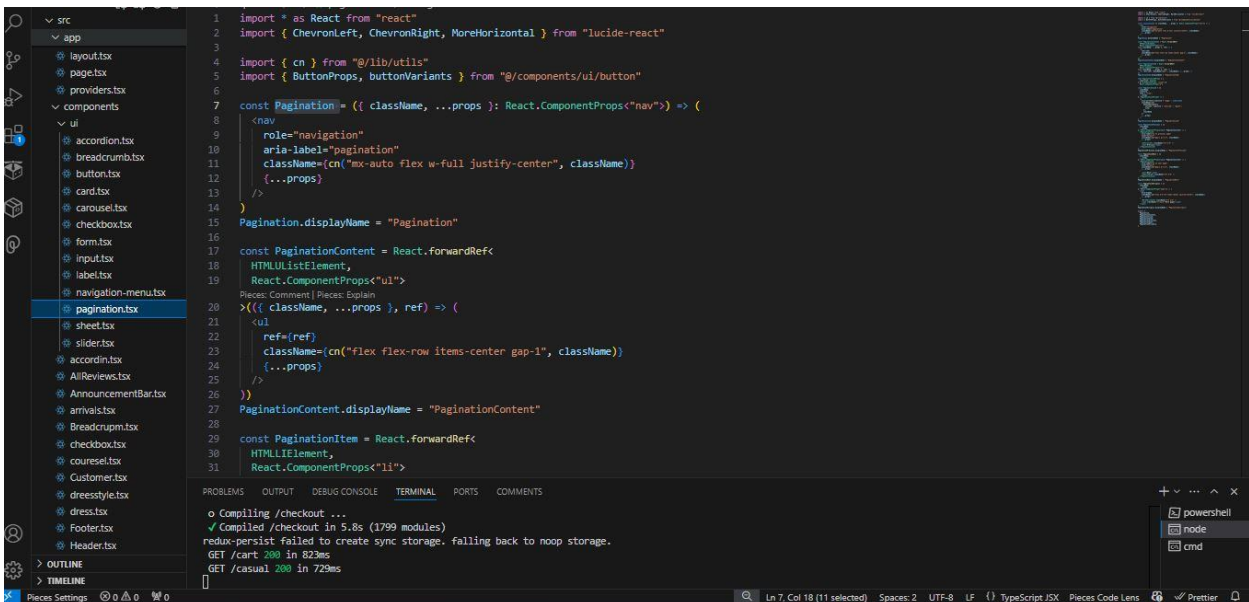 src
app
layout.tsx
page.tsx
providers.tsx
components
ui
accordion.tsx
breadcrumb.tsx
button.tsx
card.tsx
carousel.tsx
checkbox.tsx
form.tsx
input.tsx
label.tsx
navigation-menu.tsx
pagination.tsx
sheet.tsx
slider.tsx
accordin.tsx
AllReviews.tsx
AnnouncementBar.tsx
arrivals.tsx
Breadcrupm.tsx
checkbox.tsx
couresel.tsx
Customer.tsx
dreesstyle.tsx
dress.tsx
Footer.tsx
Header.tsx
OUTLINE
TIMELINE
1 import * as React from "react"
2 import { ChevronLeft, ChevronRight, MoreHorizontal } from "lucide-react"
3
4 import { cn } from "@/lib/utils"
5 import { ButtonProps, buttonVariants } from "@/components/ui/button"
6
7 const Pagination = ({ className, ...props }: React.ComponentProps<"nav">) => (
8 <nav
9 role="navigation"
10 aria-label="pagination"
11 className={cn("mx-auto flex w-full justify-center", className)}
12 {...props}
13 />
14 )
15 Pagination.displayName = "Pagination"
16
17 const PaginationContent = React.forwardRef<
18 HTMLUListElement,
19 React.ComponentProps<"ul">
Pieces: Comment | Pieces: Explain
20 >(({ className, ...props }, ref) => (
21 <ul
22 ref={ref}
23 className={cn("flex flex-row items-center gap-1", className)}
24 {...props}
25 />
26 ))
27 PaginationContent.displayName = "PaginationContent"
28
29 const PaginationItem = React.forwardRef<
30 HTMLLIElement,
31 React.ComponentProps<"li">
PROBLEMS OUTPUT DEBUG CONSOLE TERMINAL PORTS COMMENTS
o Compiling /checkout ...
✓ Compiled /checkout in 5.8s (1799 modules)
redux-persist failed to create sync storage. falling back to noop storage.
GET /cart 200 in 823ms
GET /casual 200 in 729ms
powershell
node
cmd
Pieces Settings 0 0 0 Ln 7, Col 18 (11 selected) Spaces: 2 UTF-8 LF {} TypeScript JSX Pieces Code Lens Prettier